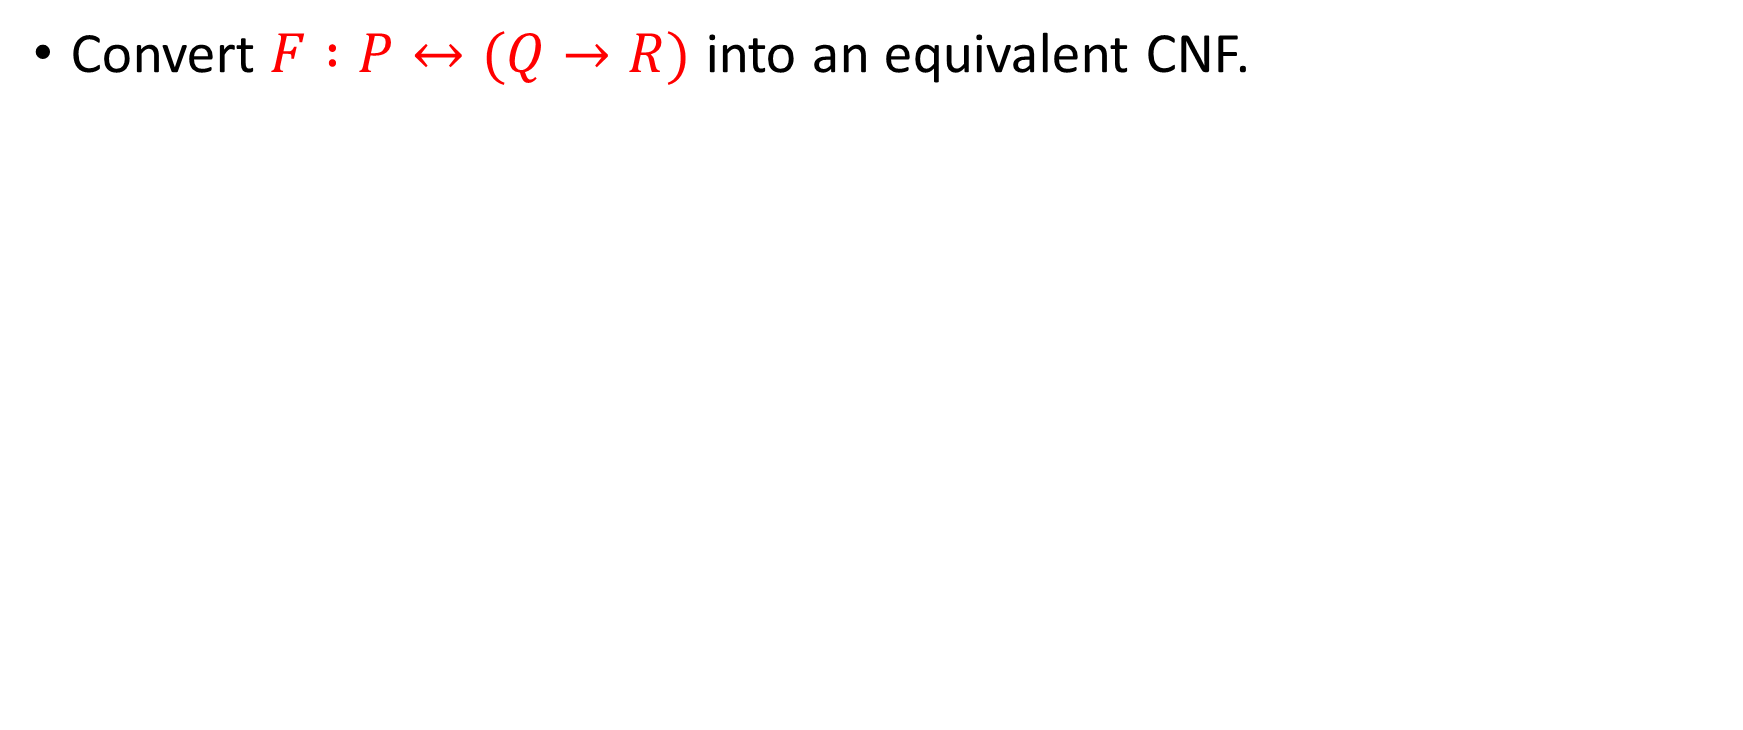 • Convert F : P ↔ (Q → R) into an equivalent CNF.